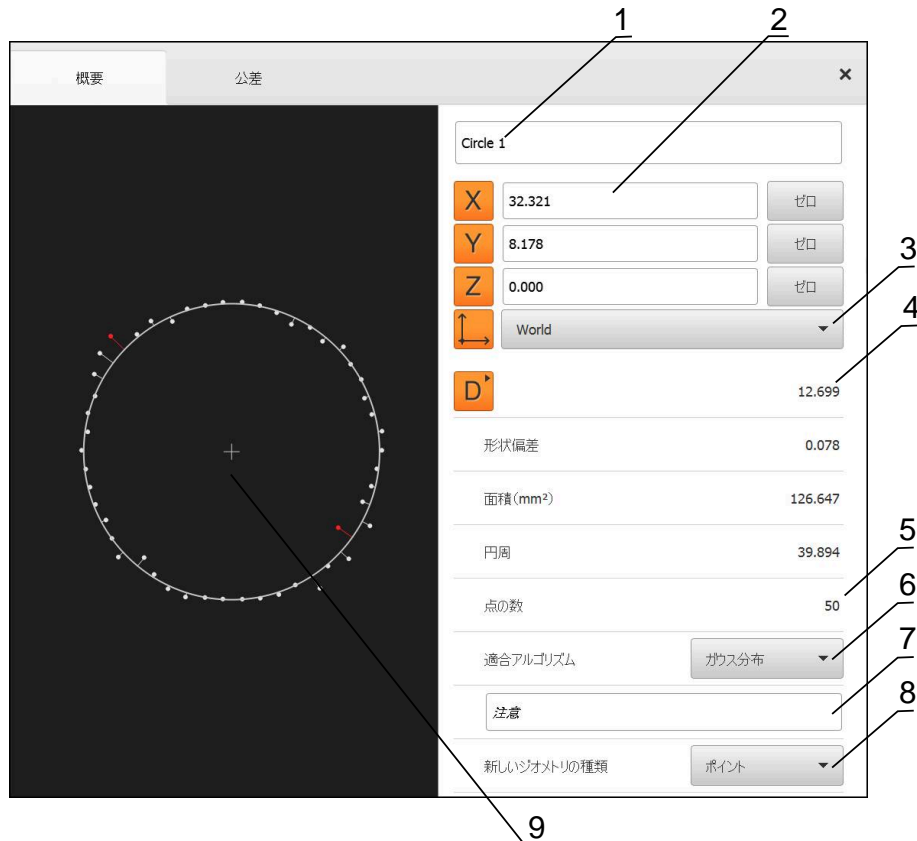 1
2
概要
公差
×
Circle 1
X
32.321
ゼロ
Y
8.178
ゼロ
3
Z
0.000
ゼロ
World
4
D
12.699
形状偏差
0.078
面積(mm²)
126.647
円周
39.894
5
点の数
50
6
適合アルゴリズム
ガウス分布
7
注意
8
新しいジオメトリの種類
ポイント
9